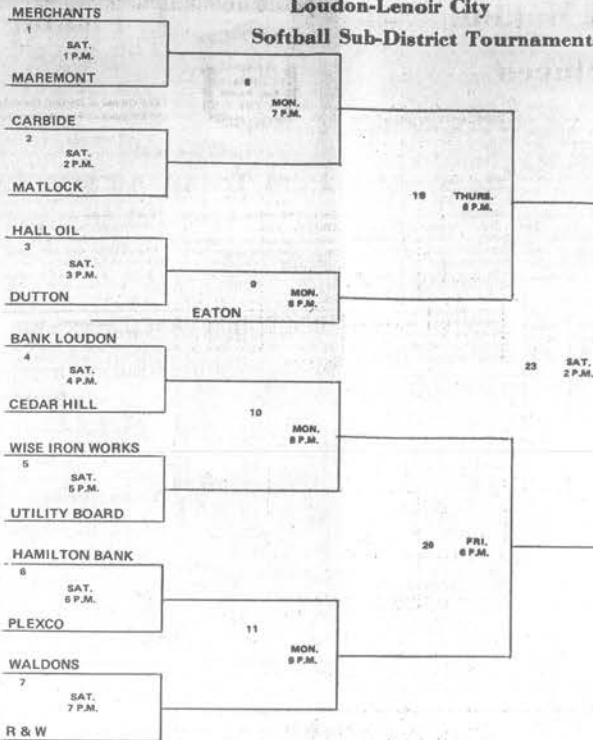 Loudon-Lenoir City
Softball Sub-District Tournament
MERCHANTS
1
SAT.
1 P.M.
MAREMONT
CARBIDE
2
SAT.
2 P.M.
MATLOCK
HALL OIL
3
SAT.
3 P.M.
DUTTON
EATON
BANK LOUDON
4
SAT.
4 P.M.
CEDAR HILL
WISE IRON WORKS
5
SAT.
5 P.M.
UTILITY BOARD
HAMILTON BANK
6
SAT.
6 P.M.
PLEXCO
WALDONS
7
SAT.
7 P.M.
R & W
8
MON.
7 P.M.
9
MON.
10
MON.
11
MON.
9 P.M.
19
THURS.
20
FRI.
6 P.M.
23
SAT.
2 P.M.